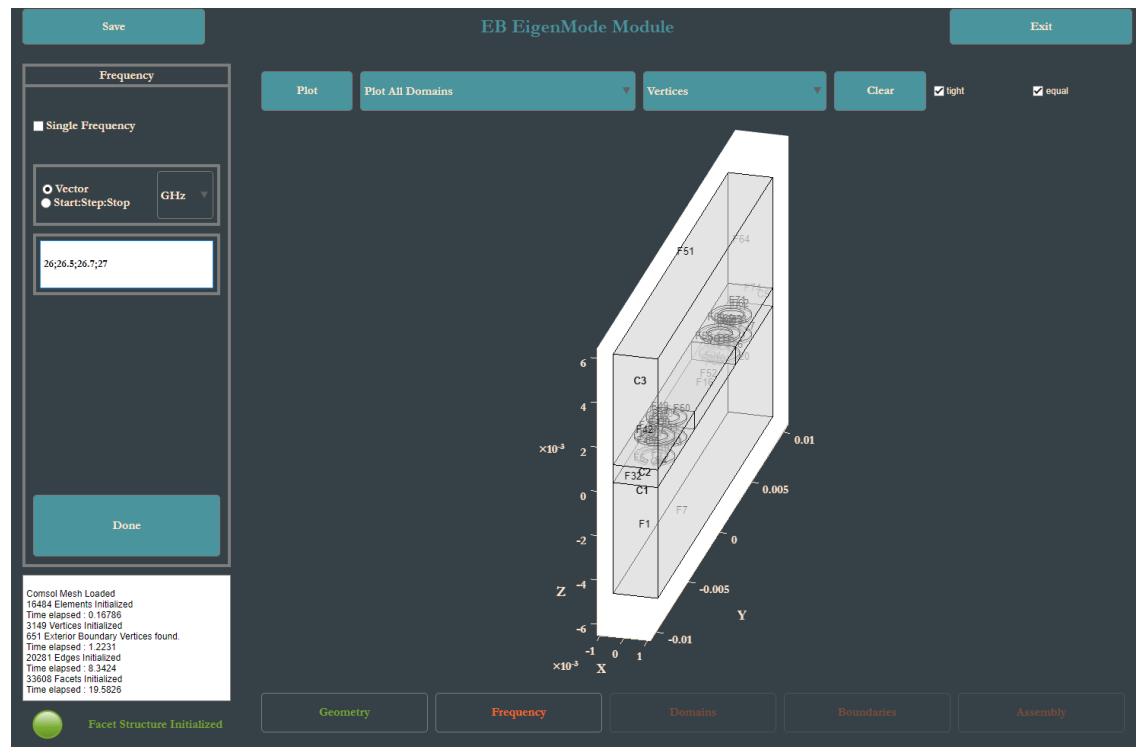 Save
EB EigenMode Module
Exit
Frequency
Single Frequency
Vector
Start:Step:Stop
GHz
26;26.5;26.7;27
Done
Comsol Mesh Loaded
16484 Elements Initialized
Time elapsed : 0.16786
3149 Vertices Initialized
651 Exterior Boundary Vertices found.
Time elapsed : 1.2231
20281 Edges Initialized
Time elapsed : 8.3424
33608 Facets Initialized
Time elapsed : 19.5826
Facet Structure Initialized
Plot
Plot All Domains
Vertices
Clear
tight
equal
F64
F51
F71
C3
F52
F16
F50
F42
C2
F32
C1
F1
F7
6
4
×10-3
2
0
-2
Z
-4
-6
0.01
0.005
0
-0.005
Y
-0.01
-1
0
1
×10-3
X
Geometry
Frequency
Domains
Boundaries
Assembly